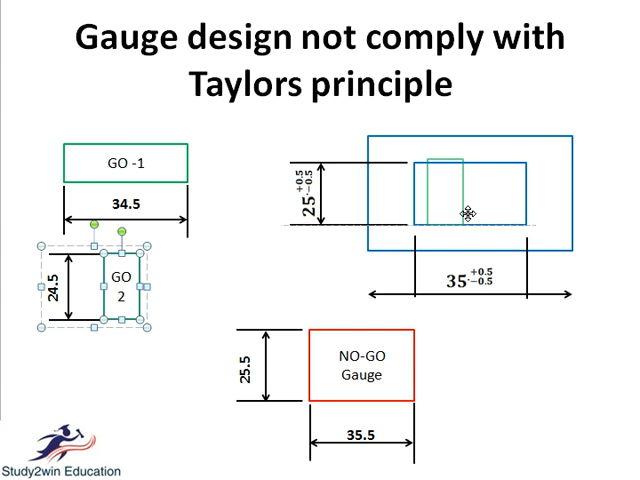 Gauge design not comply with
Taylors principle
GO -1
34.5
24.5
GO
2
25 +0.5 -0.5
35 +0.5 -0.5
NO-GO
Gauge
25.5
35.5
Study2win Education